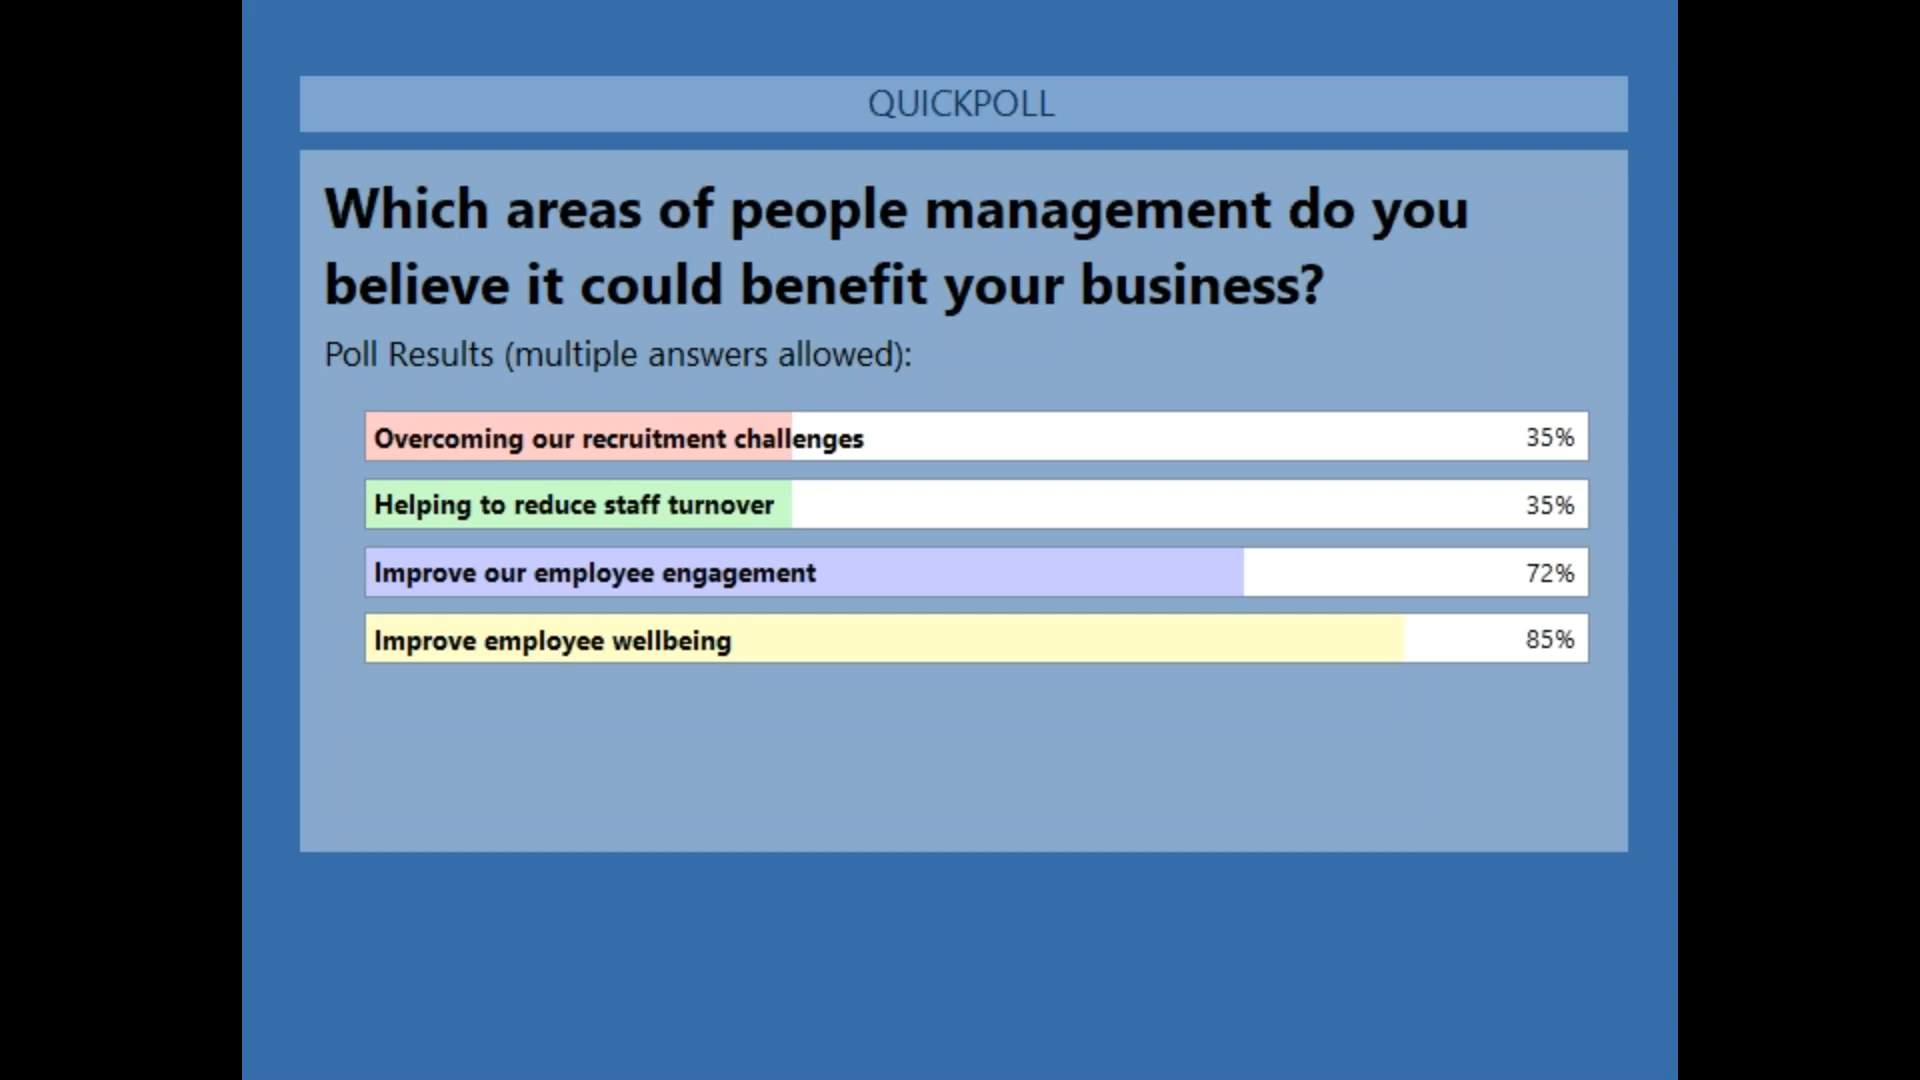 QUICKPOLL
Which areas of people management do you
believe it could benefit your business?
Poll Results (multiple answers allowed):
Overcoming our recruitment challenges 35%
Helping to reduce staff turnover 35%
Improve our employee engagement 72%
Improve employee wellbeing 85%